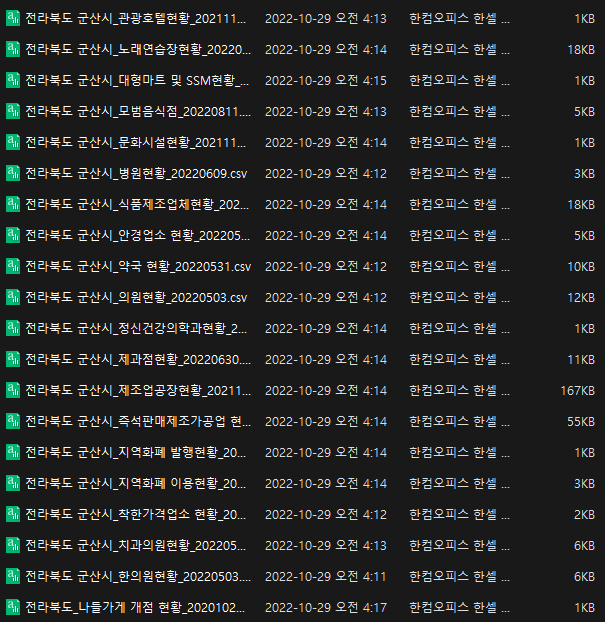 전라북도 군산시_관광호텔현황_202111... 2022-10-29 오전 4:13 한컴오피스 한셀 ... 1KB
전라북도 군산시_노래연습장현황_20220... 2022-10-29 오전 4:14 한컴오피스 한셀 ... 18KB
전라북도 군산시_대형마트 및 SSM현황_... 2022-10-29 오전 4:15 한컴오피스 한셀 ... 1KB
전라북도 군산시_모범음식점_20220811.... 2022-10-29 오전 4:13 한컴오피스 한셀 ... 5KB
전라북도 군산시_문화시설현황_202111... 2022-10-29 오전 4:14 한컴오피스 한셀 ... 1KB
전라북도 군산시_병원현황_20220609.csv 2022-10-29 오전 4:12 한컴오피스 한셀 ... 3KB
전라북도 군산시_식품제조업체현황_202... 2022-10-29 오전 4:14 한컴오피스 한셀 ... 18KB
전라북도 군산시_안경업소 현황_202205... 2022-10-29 오전 4:14 한컴오피스 한셀 ... 5KB
전라북도 군산시_약국 현황_20220531.csv 2022-10-29 오전 4:12 한컴오피스 한셀 ... 10KB
전라북도 군산시_의원현황_20220503.csv 2022-10-29 오전 4:12 한컴오피스 한셀 ... 12KB
전라북도 군산시_정신건강의학과현황_2... 2022-10-29 오전 4:14 한컴오피스 한셀 ... 1KB
전라북도 군산시_제과점현황_20220630.... 2022-10-29 오전 4:14 한컴오피스 한셀 ... 11KB
전라북도 군산시_제조업공장현황_20211... 2022-10-29 오전 4:14 한컴오피스 한셀 ... 167KB
전라북도 군산시_즉석판매제조가공업 현... 2022-10-29 오전 4:14 한컴오피스 한셀 ... 55KB
전라북도 군산시_지역화폐 발행현황_20... 2022-10-29 오전 4:14 한컴오피스 한셀 ... 1KB
전라북도 군산시_지역화폐 이용현황_20... 2022-10-29 오전 4:14 한컴오피스 한셀 ... 3KB
전라북도 군산시_착한가격업소 현황_20... 2022-10-29 오전 4:12 한컴오피스 한셀 ... 2KB
전라북도 군산시_치과의원현황_202205... 2022-10-29 오전 4:13 한컴오피스 한셀 ... 6KB
전라북도 군산시_한의원현황_20220503.... 2022-10-29 오전 4:11 한컴오피스 한셀 ... 6KB
전라북도_나들가게 개점 현황_2020102... 2022-10-29 오전 4:17 한컴오피스 한셀 ... 1KB